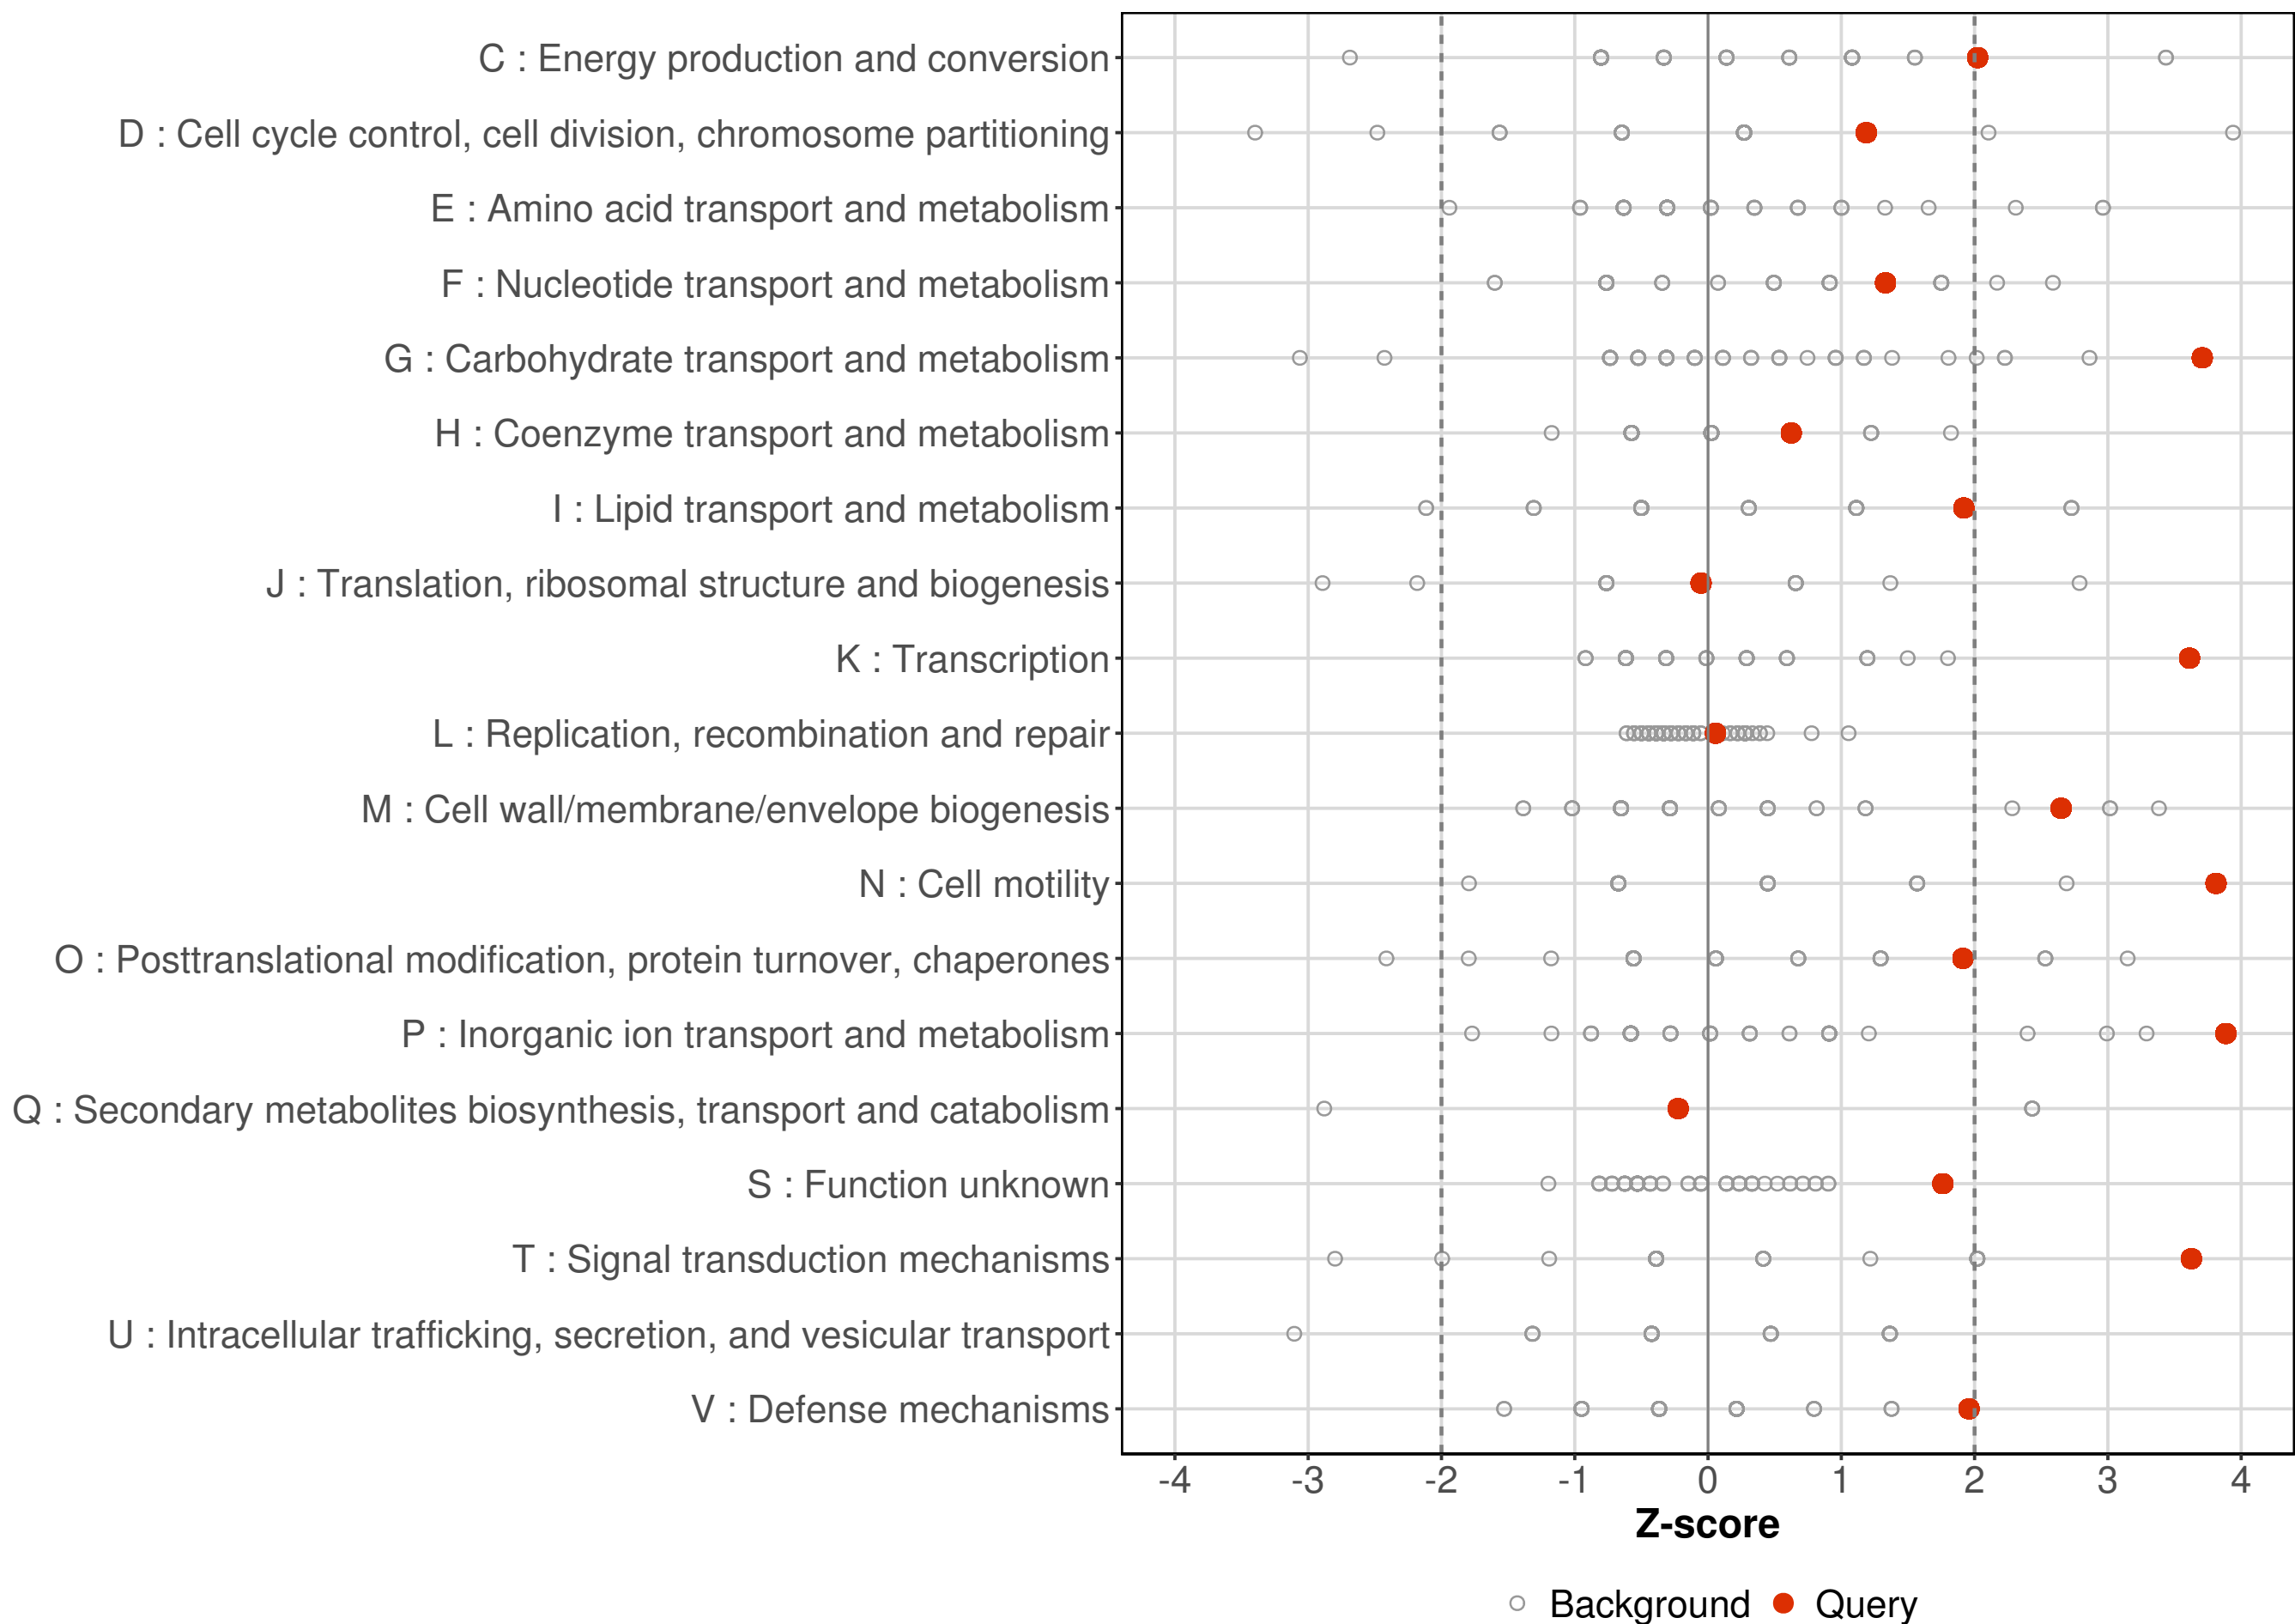 C : Energy production and conversion
D : Cell cycle control, cell division, chromosome partitioning
E : Amino acid transport and metabolism
F : Nucleotide transport and metabolism
G : Carbohydrate transport and metabolism
H : Coenzyme transport and metabolism
I : Lipid transport and metabolism
J : Translation, ribosomal structure and biogenesis
K : Transcription
L : Replication, recombination and repair
M : Cell wall/membrane/envelope biogenesis
N : Cell motility
O : Posttranslational modification, protein turnover, chaperones
P : Inorganic ion transport and metabolism
Q : Secondary metabolites biosynthesis, transport and catabolism
S : Function unknown
T : Signal transduction mechanisms
U : Intracellular trafficking, secretion, and vesicular transport
V : Defense mechanisms
-4 -3 -2 -1 0 1 2 3 4
Z-score
Background Query